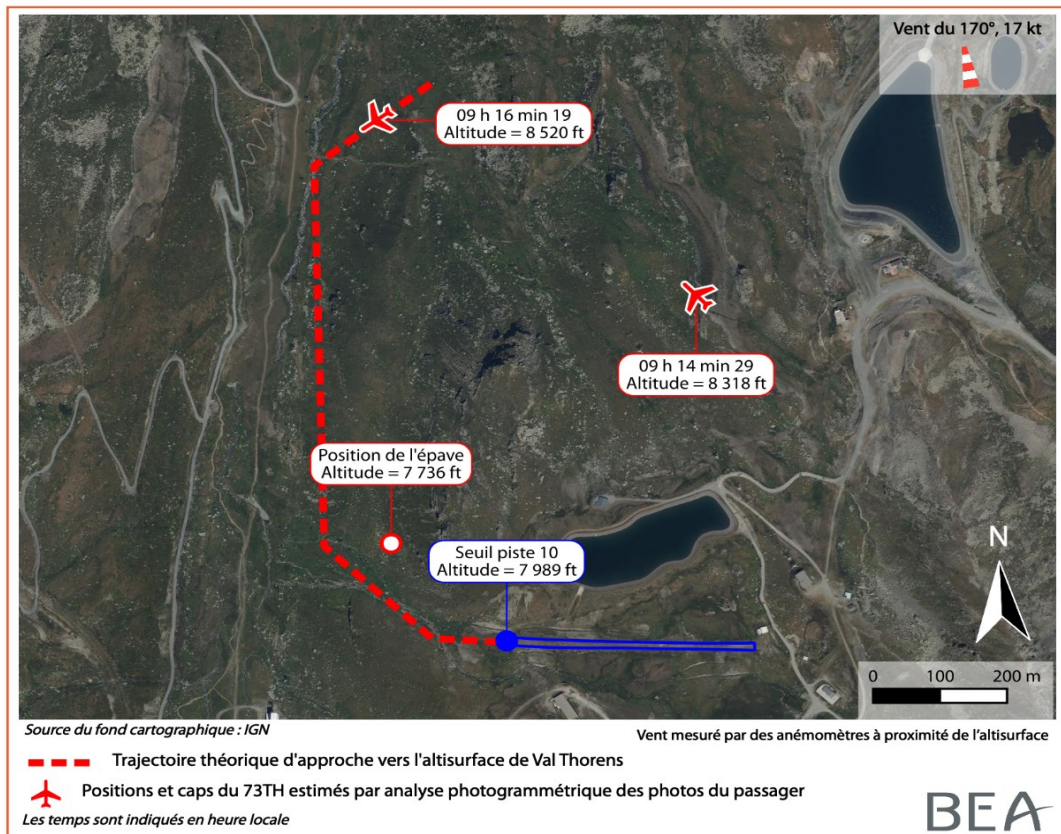 Vent du 170°, 17 kt
09 h 16 min 19
Altitude = 8 520 ft
09 h 14 min 29
Altitude = 8 318 ft
Position de l'épave
Altitude = 7 736 ft
Seuil piste 10
Altitude = 7 989 ft
N
0 100 200 m
Source du fond cartographique : IGN
Vent mesuré par des anémomètres à proximité de l'altisurface
Trajectoire théorique d'approche vers l'altisurface de Val Thorens
Positions et caps du 73TH estimés par analyse photogrammétrique des photos du passager
Les temps sont indiqués en heure locale
BEA